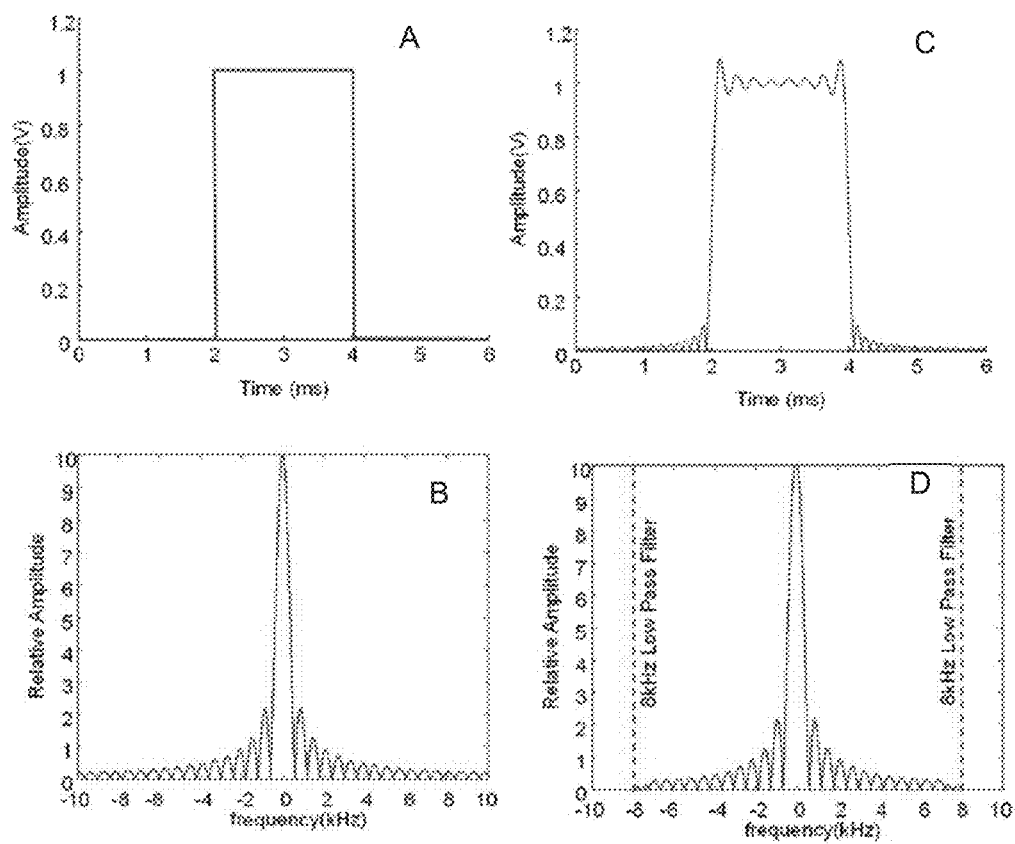 A
1.2
1
0.8
0.6
0.4
0.2
0
Amplitude(V)
0 1 2 3 4 5 6
Time (ms)
C
1.2
1
0.8
0.6
0.4
0.2
0
Amplitude(V)
0 1 2 3 4 5 6
Time (ms)
B
10
9
8
7
6
5
4
3
2
1
0
Relative Amplitude
-10 -8 -6 -4 -2 0 2 4 6 8 10
frequency(kHz)
D
10
9
8
7
6
5
4
3
2
1
0
Relative Amplitude
8kHz Low Pass Filter
8kHz Low Pass Filter
-10 -8 -6 -4 -2 0 2 4 6 8 10
frequency(kHz)